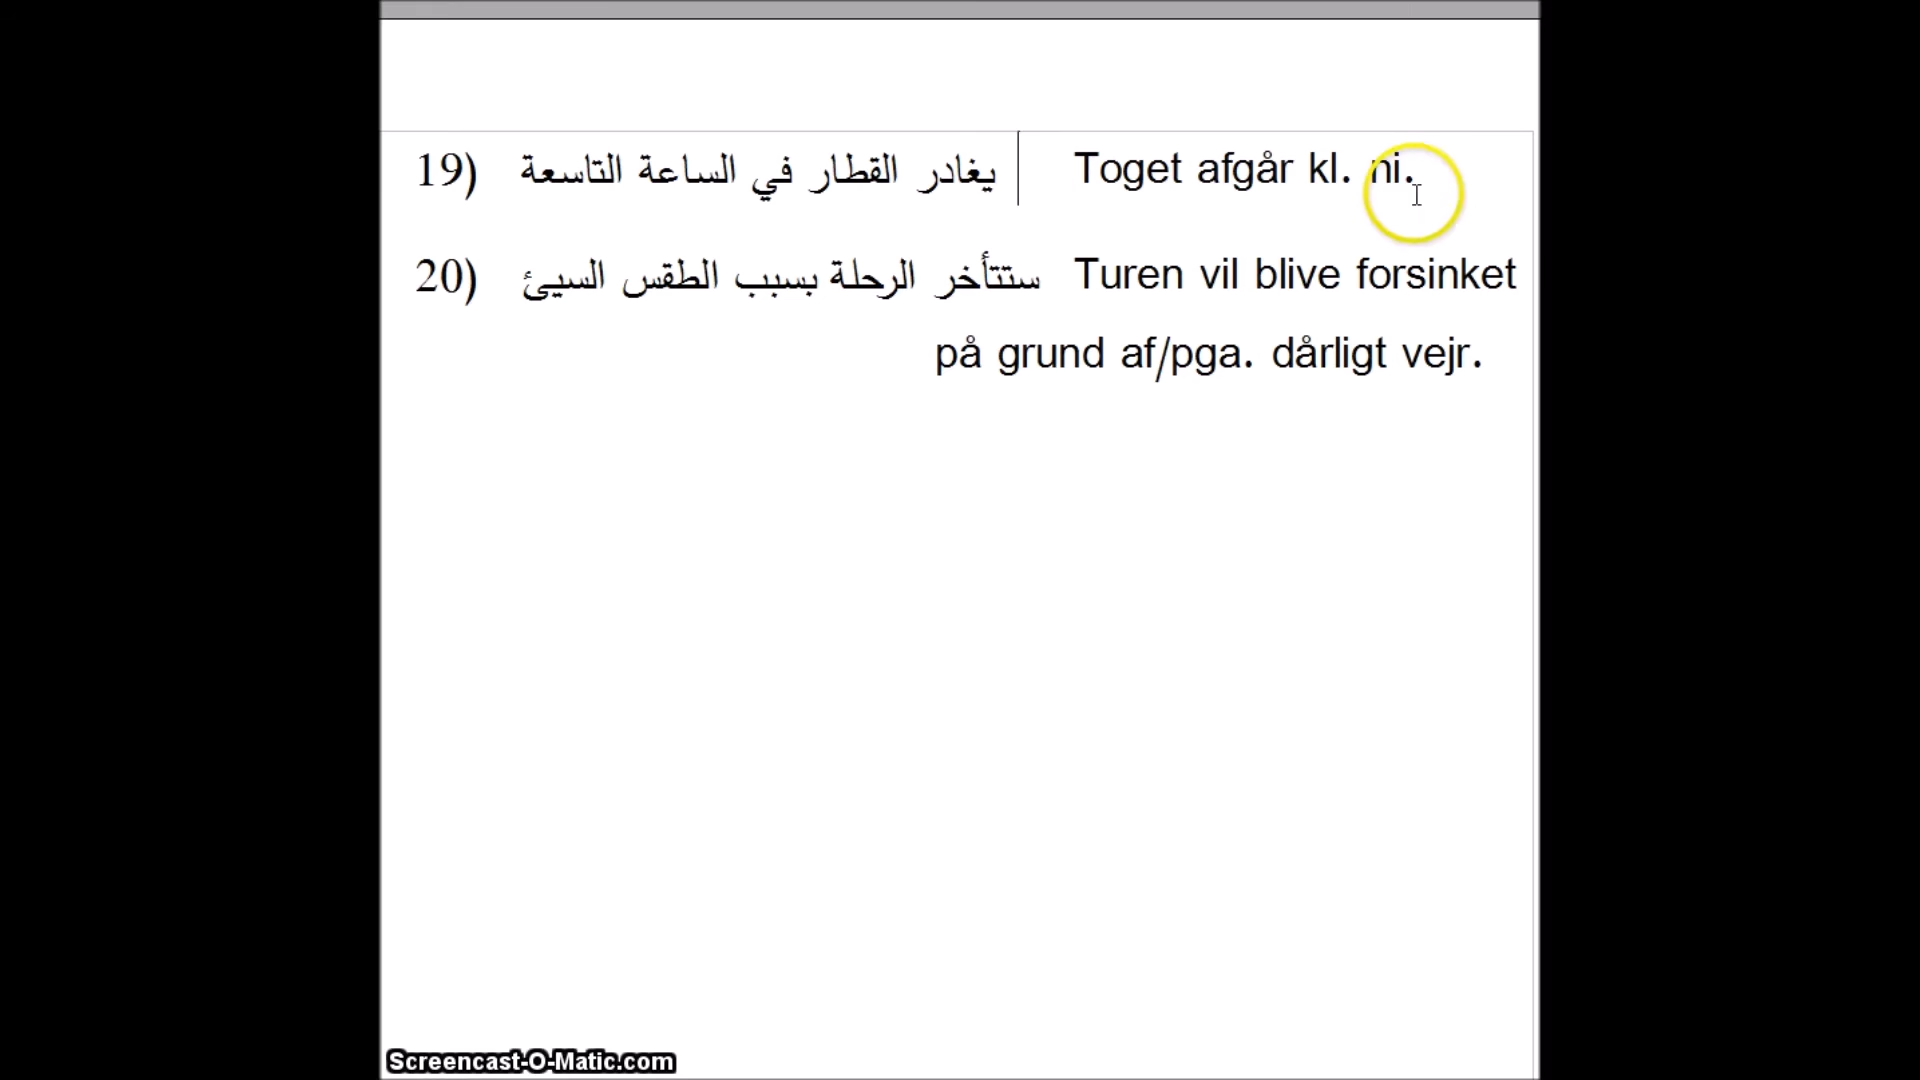 19) يغادر القطار في الساعة التاسعة Toget afgår kl. ni.
20) ستتأخر الرحلة بسبب الطقس السيئ Turen vil blive forsinket
på grund af/pga. dårligt vejr.
Screencast-O-Matic.com